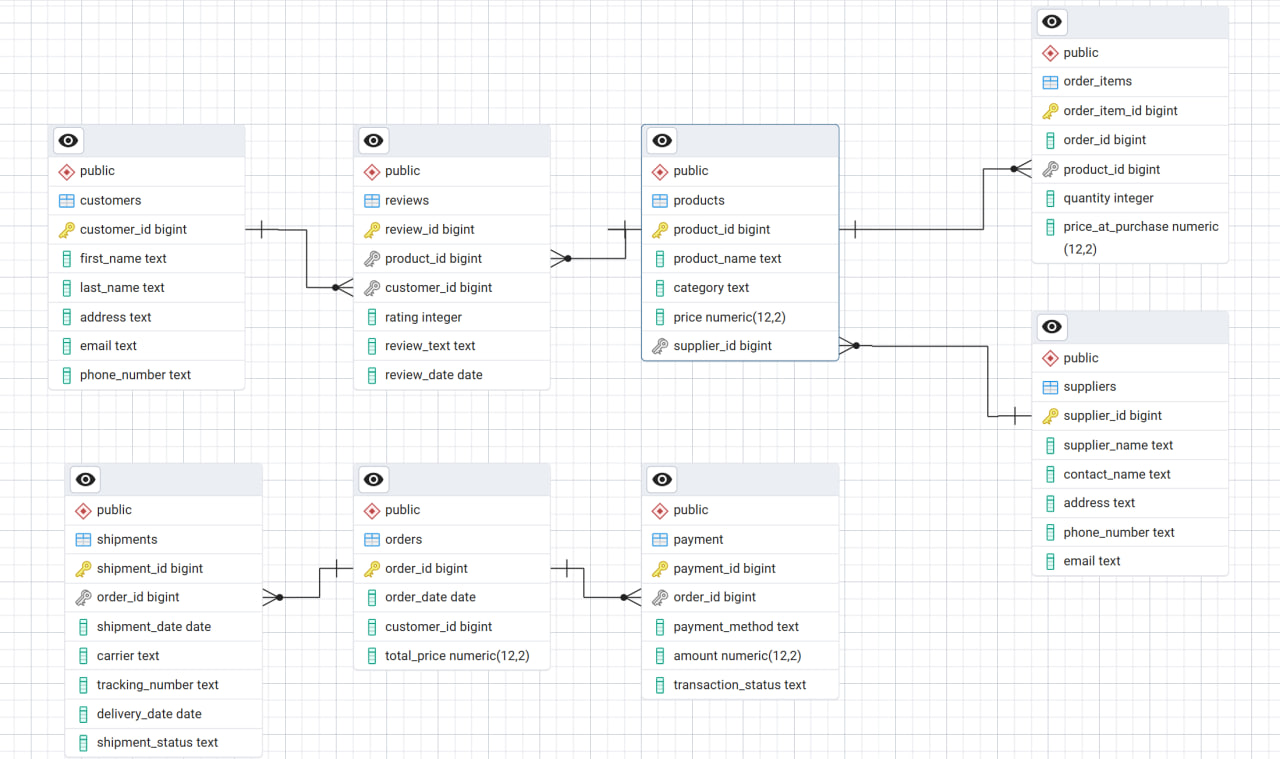 public
customers
customer_id bigint
first_name text
last_name text
address text
email text
phone_number text
public
reviews
review_id bigint
product_id bigint
customer_id bigint
rating integer
review_text text
review_date date
public
products
product_id bigint
product_name text
category text
price numeric(12,2)
supplier_id bigint
public
order_items
order_item_id bigint
order_id bigint
product_id bigint
quantity integer
price_at_purchase numeric
(12,2)
public
suppliers
supplier_id bigint
supplier_name text
contact_name text
address text
phone_number text
email text
public
shipments
shipment_id bigint
order_id bigint
shipment_date date
carrier text
tracking_number text
delivery_date date
shipment_status text
public
orders
order_id bigint
order_date date
customer_id bigint
total_price numeric(12,2)
public
payment
payment_id bigint
order_id bigint
payment_method text
amount numeric(12,2)
transaction_status text